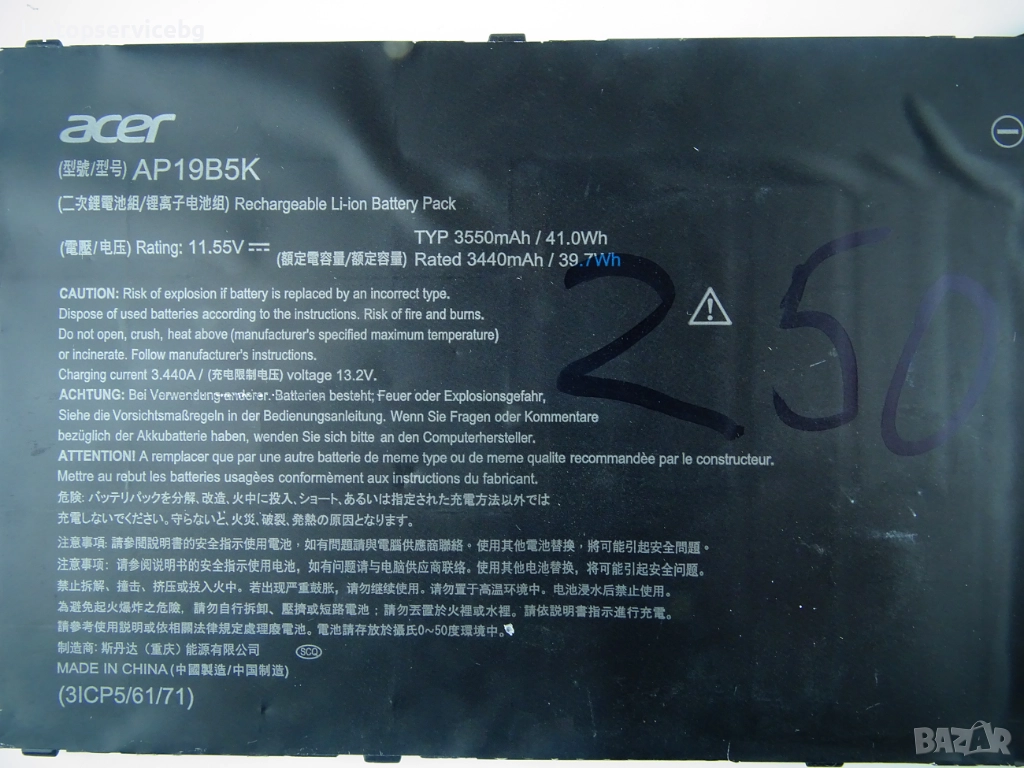 laptopservicebg
acer
(型號/型号) AP19B5K
(二次鋰電池組/锂离子电池组) Rechargeable Li-ion Battery Pack
(電壓/电压) Rating: 11.55V
TYP 3550mAh / 41.0Wh
(額定電容量/额定容量) Rated 3440mAh / 39.7Wh
CAUTION: Risk of explosion if battery is replaced by an incorrect type.
Dispose of used batteries according to the instructions. Risk of fire and burns.
Do not open, crush, heat above (manufacturer's specified maximum temperature)
or incinerate. Follow manufacturer's instructions.
Charging current 3.440A / (充电限制电压) voltage 13.2V.
ACHTUNG: Bei Verwendung anderer Batterien besteht; Feuer oder Explosionsgefahr,
Siehe die Vorsichtsmaßregeln in der Bedienungsanleitung. Wenn Sie Fragen oder Kommentare
bezüglich der Akkubatterie haben, wenden Sie sich bitte an den Computerhersteller.
ATTENTION! A remplacer que par une autre batterie de meme type ou de meme qualite recommandèe par le constructeur.
Mettre au rebut les batteries usagées conformèment aux instructions du fabricant.
危険: バッテリパックを分解、改造、火中に投入、ショート、あるいは指定された充電方法以外では
充電しないでください。守らないと、火災、破裂、発熱の原因となります。
注意事項: 請參閱說明書的安全指示使用電池，如有問題請與電腦供應商聯絡。使用其他電池替換，將可能引起安全問題。
注意事项: 请参阅说明书的安全指示使用电池，如有问题请与电脑供应商联络。使用其他电池替换，将可能引起安全问题。
禁止拆解、撞击、挤压或投入火中。若出现严重鼓胀，请勿继续使用。请勿置于高温环境中。电池浸水后禁止使用。
為避免起火爆炸之危險，請勿自行拆卸、壓擠或短路電池；請勿丟置於火裡或水裡。請依說明書指示進行充電。
請參考使用說明或依相關法律規定處理廢電池。電池請存放於攝氏0~50度環境中。
制造商: 斯丹达（重庆）能源有限公司
SCQ
MADE IN CHINA (中國製造/中国制造)
(3ICP5/61/71)
250
BAZAR